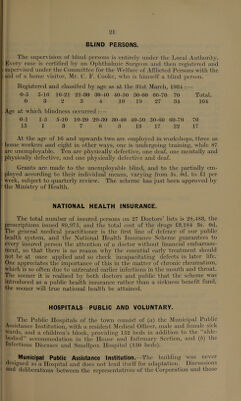 21
BLIND PERSONS.
The supervision of blind persons is entirely under the Local Authority.
Every case is certified by an Ophthalmic Surgeon and then registered and
supervised under the Committee for the Welfare of Afflicted Persons with the
aid of a home visitor, Mr. C. F. Cooke, who is himself a blind person.
Registered and classified by age as at the 31st March, 1934 :—
0-5 5-16 16-21 22-39 39-40 40-50 50-60 60-70 70 Total.
0 3 2 3 4 10 19 27 34 104
Age at which blindness occurred :—
0-1 1-5 5-10 10-20 20-30 30-40 40-50 50-60 60-70 70
13 1 3 7 6 3 13 17 22 17
At the age of 16 and upwards ten are employed in workshops, three as
home workers and eight in other ways, one is undergoing training, while 87
are unemployable. Ten are physically defective, one deaf, one mentally and
physically defective, and one physically defective and deaf.
Grants are made to the unemployable blind, and to the partially em-
ployed according to their individual means, varying from 5s. 0d. to £1 per
week, subject to quarterly review. The scheme has just been approved by
the Ministry of Health.
NATIONAL HEALTH INSURANCE.
The total number of insured persons on 27 Doctors' lists is 28,483, the
prescriptions issued 89,873, and the total cost of the drugs £3,184 9s. 0d.
The general medical practitioner is the first line of defence of our public
health system, and the National Health Insurance Scheme guarantees to
every insured person the attention of a doctor without financial embarrass-
ment, so that there is no reason why the essential early treatment should
not be at once applied and so check incapacitating defects in later life.
One appreciates the importance of this in the matter of chronic rheumatism,
which is so often due to untreated earlier infections in the mouth and throat.
The sooner it is realised by both doctors and public that the scheme was
introduced as a public health insurance rather than a sickness benefit fund,
the sooner will true national health be attained.
HOSPITALS PUBLIC AND VOLUNTARY.
The Public Hospitals of the town consist of (a) the Municipal Public
Assistance Institution, with a resident Medical Officer, male and female sick
wards, and a children's block, providing 132 beds in addition to the "able-
bodied" accommodation in the House and Infirmary Section, and (b) the
Infectious Diseases and Smallpox Hospital (130 beds).
Municipal Public Assistance Institution.—The building was never
designed as a Hospital and does not lend itself for adaptation. Discussions
and deliberations between the representatives of the Corporation and those